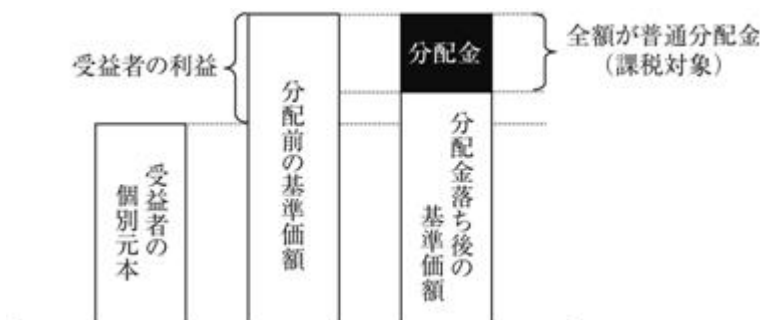 受益者の利益
分配金
全額が普通分配金
（課税対象）
受益者の
個別元本
分配前の基準価額
分配金落ち後の
基準価額